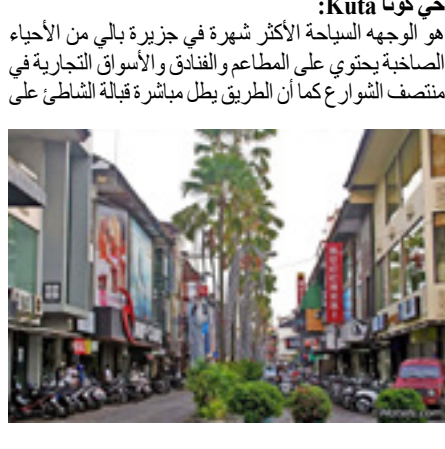 حي كوتا Kuta:
هو الوجهه السياحة الأكثر شهرة في جزيرة بالي من الأحياء
الصاخبة يحتوي على المطاعم والفنادق والأسواق التجارية في
منتصف الشوارع كما أن الطريق يطل مباشرة قبالة الشاطئ على